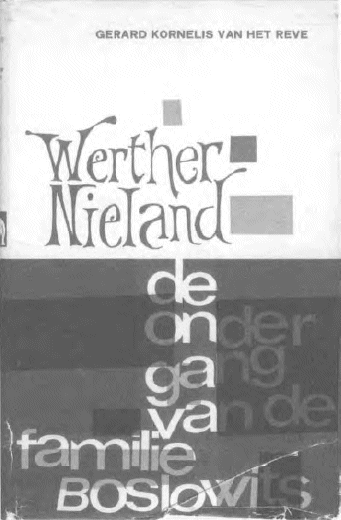 GERARD KORNELIS VAN HET REVE
Werther
Nieland
de
onder
gang
van de
familie
BOSLOWITS